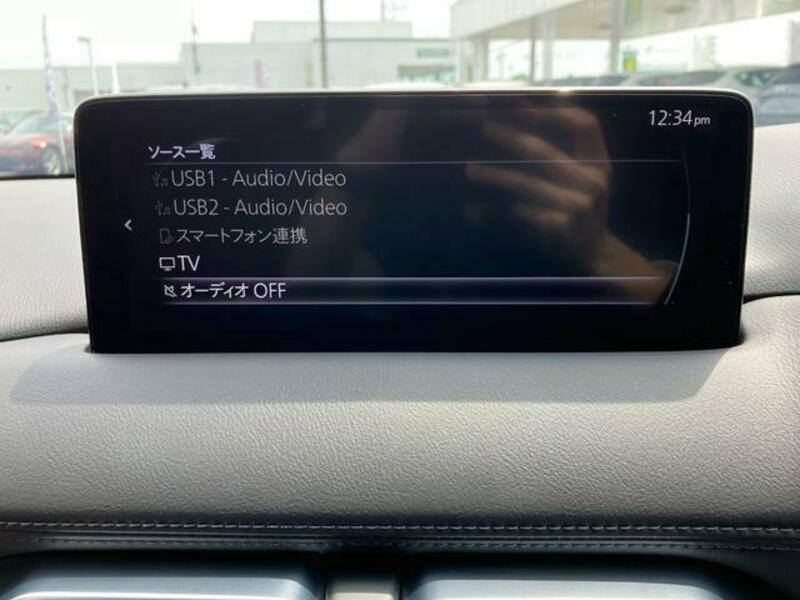 12:34pm
ソース一覧
USB1 - Audio/Video
USB2 - Audio/Video
スマートフォン連携
TV
オーディオ OFF